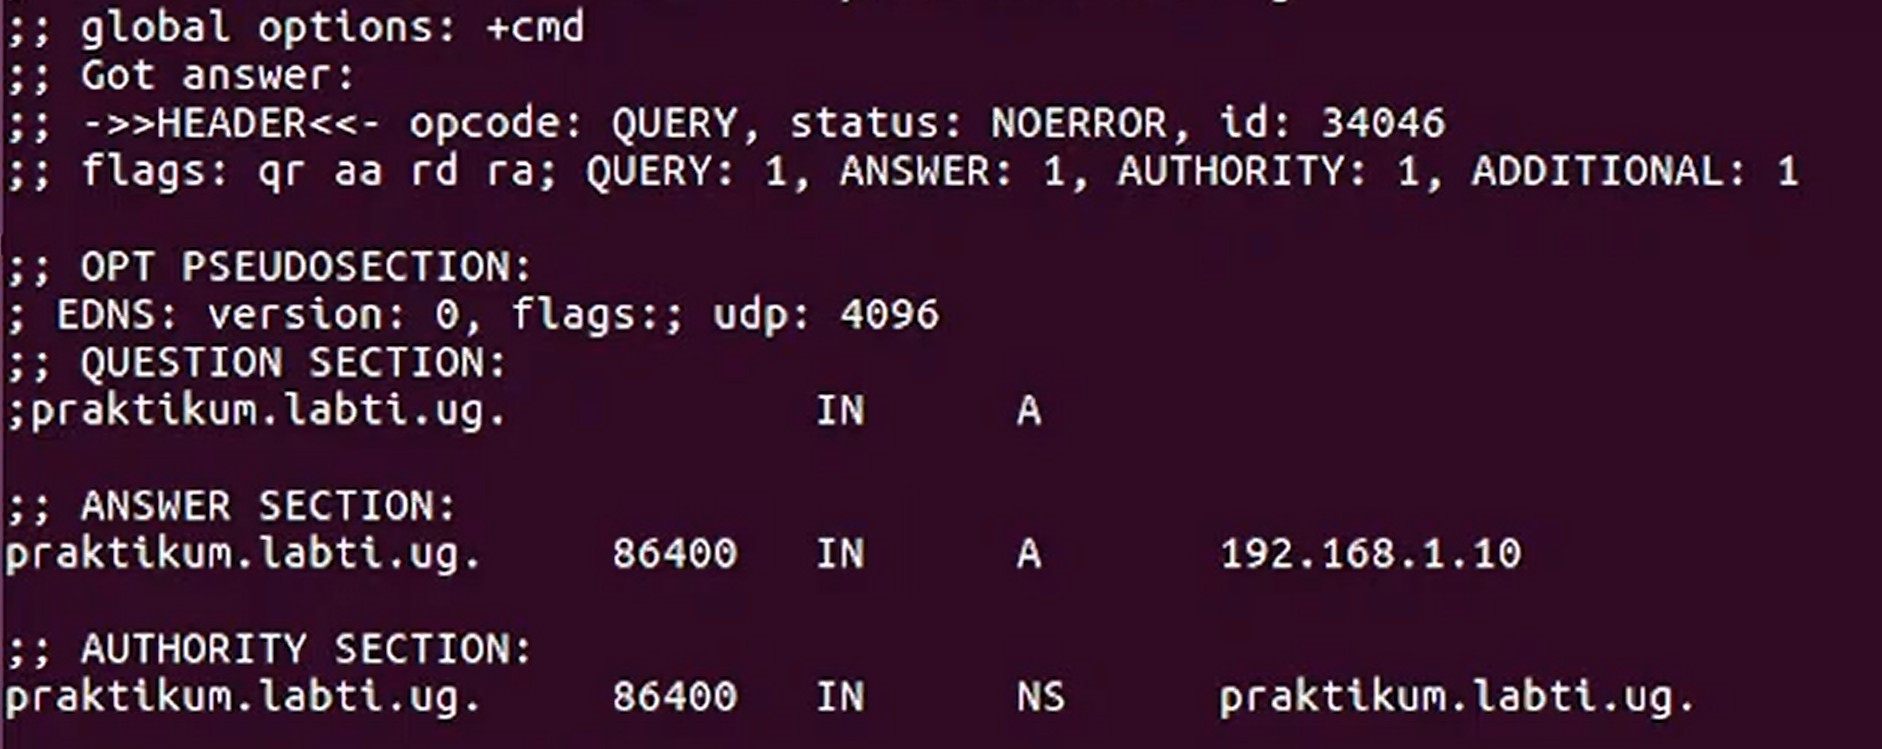 ;; global options: +cmd
;; Got answer:
;; ->>HEADER<<- opcode: QUERY, status: NOERROR, id: 34046
;; flags: qr aa rd ra; QUERY: 1, ANSWER: 1, AUTHORITY: 1, ADDITIONAL: 1
;; OPT PSEUDOSECTION:
; EDNS: version: 0, flags:; udp: 4096
;; QUESTION SECTION:
;praktikum.labti.ug. IN A
;; ANSWER SECTION:
praktikum.labti.ug. 86400 IN A 192.168.1.10
;; AUTHORITY SECTION:
praktikum.labti.ug. 86400 IN NS praktikum.labti.ug.